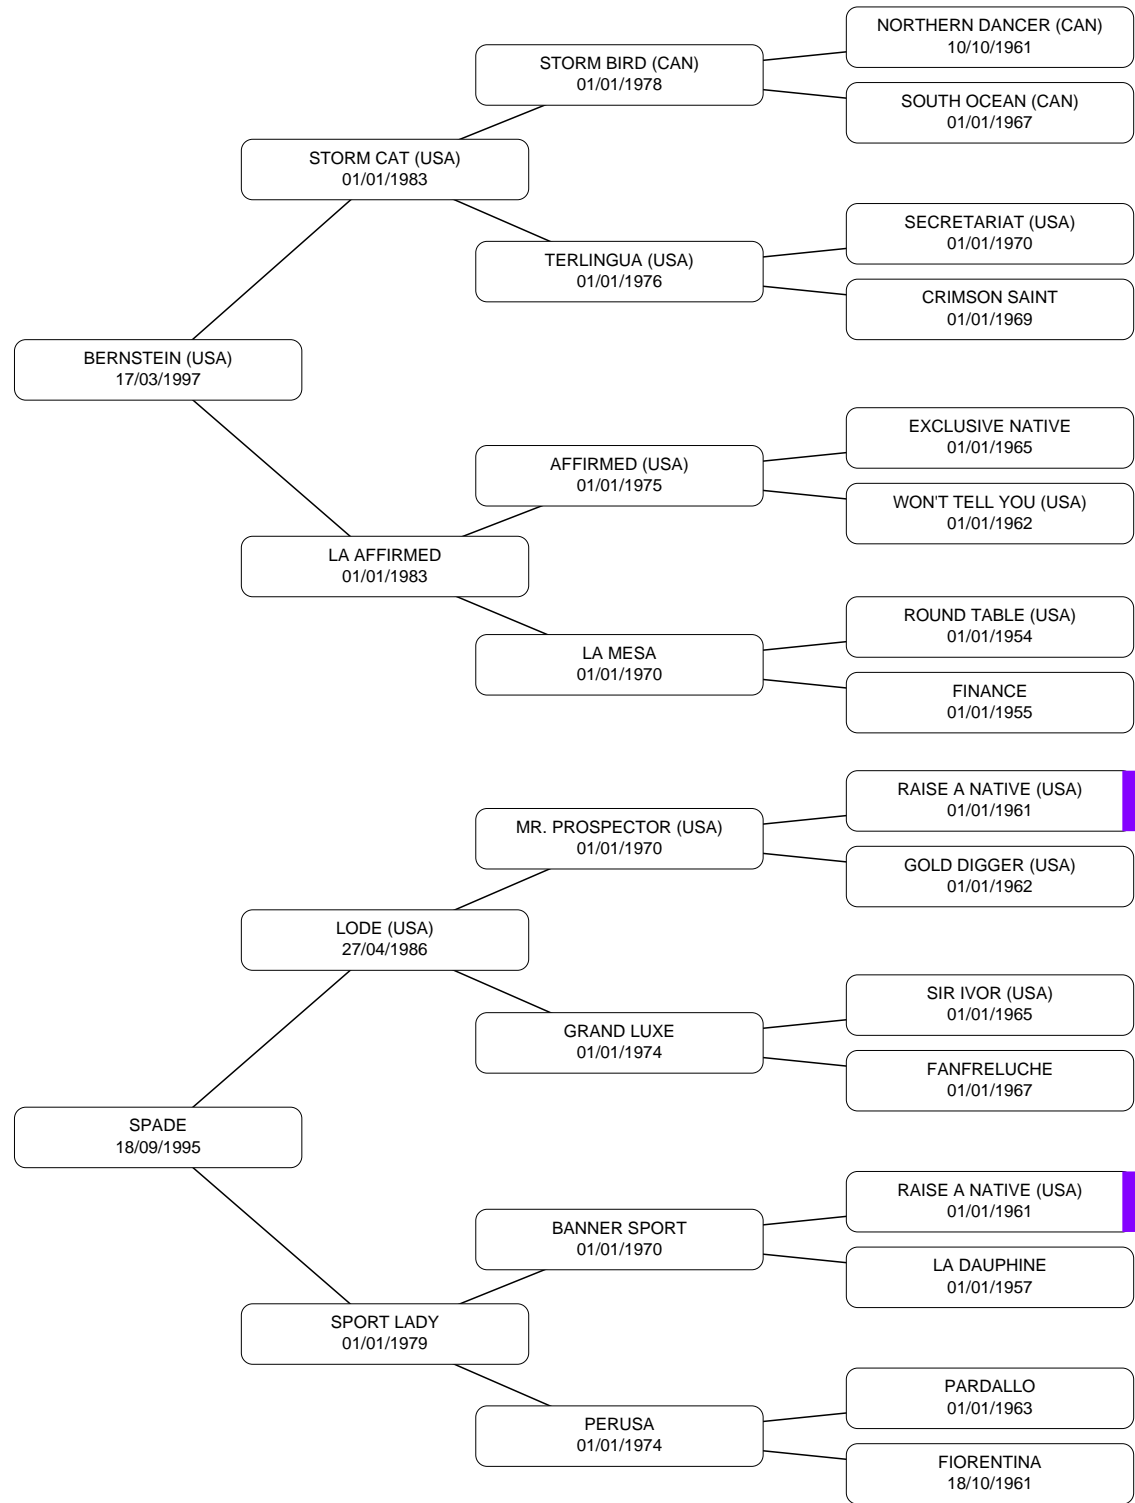 NORTHERN DANCER (CAN)
10/10/1961
STORM BIRD (CAN)
01/01/1978
SOUTH OCEAN (CAN)
01/01/1967
STORM CAT (USA)
01/01/1983
SECRETARIAT (USA)
01/01/1970
TERLINGUA (USA)
01/01/1976
CRIMSON SAINT
01/01/1969
BERNSTEIN (USA)
17/03/1997
EXCLUSIVE NATIVE
01/01/1965
AFFIRMED (USA)
01/01/1975
WON'T TELL YOU (USA)
01/01/1962
LA AFFIRMED
01/01/1983
ROUND TABLE (USA)
01/01/1954
LA MESA
01/01/1970
FINANCE
01/01/1955
RAISE A NATIVE (USA)
01/01/1961
MR. PROSPECTOR (USA)
01/01/1970
GOLD DIGGER (USA)
01/01/1962
LODE (USA)
27/04/1986
SIR IVOR (USA)
01/01/1965
GRAND LUXE
01/01/1974
FANFRELUCHE
01/01/1967
SPADE
18/09/1995
RAISE A NATIVE (USA)
01/01/1961
BANNER SPORT
01/01/1970
LA DAUPHINE
01/01/1957
SPORT LADY
01/01/1979
PARDALLO
01/01/1963
PERUSA
01/01/1974
FIORENTINA
18/10/1961